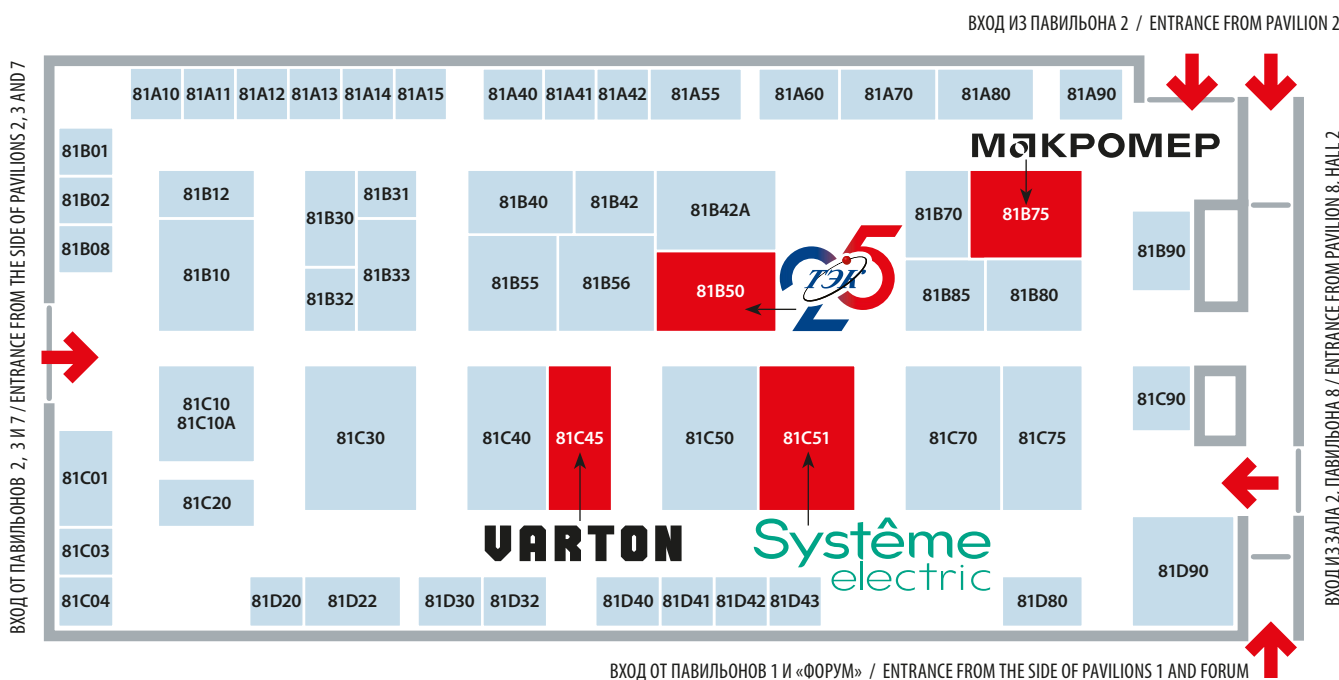 ВХОД ИЗ ПАВИЛЬОНА 2 / ENTRANCE FROM PAVILION 2
ВХОД ОТ ПАВИЛЬОНОВ 2, 3 И 7 / ENTRANCE FROM THE SIDE OF PAVILIONS 2, 3 AND 7
81A10 81A11 81A12 81A13 81A14 81A15 81A40 81A41 81A42 81A55 81A60 81A70 81A80 81A90
МАКРОМЕР
81B01
81B02
81B08
81B12
81B10
81B30
81B31
81B32
81B33
81B40
81B42
81B42A
81B55
81B56
81B50
ТЭК
25
81B70
81B75
81B85
81B80
81B90
81C90
81C01
81C03
81C04
81C10
81C10A
81C20
81C30
81C40
81C45
81C50
81C51
81C70
81C75
VARTON
Système
electric
81D20 81D22 81D30 81D32 81D40 81D41 81D42 81D43 81D80
81D90
ВХОД ИЗ ЗАЛА 2, ПАВИЛЬОНА 8 / ENTRANCE FROM PAVILION 8, HALL 2
ВХОД ОТ ПАВИЛЬОНОВ 1 И «ФОРУМ» / ENTRANCE FROM THE SIDE OF PAVILIONS 1 AND FORUM